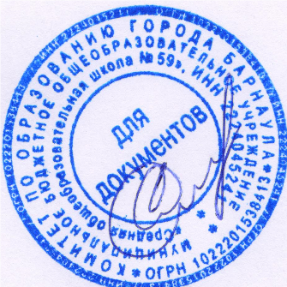 КОМИТЕТ ПО ОБРАЗОВАНИЮ ГОРОДА БАРНАУЛА
ОГРН 1022201538413
МУНИЦИПАЛЬНОЕ БЮДЖЕТНОЕ ОБЩЕОБРАЗОВАТЕЛЬНОЕ УЧРЕЖДЕНИЕ
«Средняя общеобразовательная школа № 59», ИНН
ДЛЯ
ДОКУМЕНТОВ